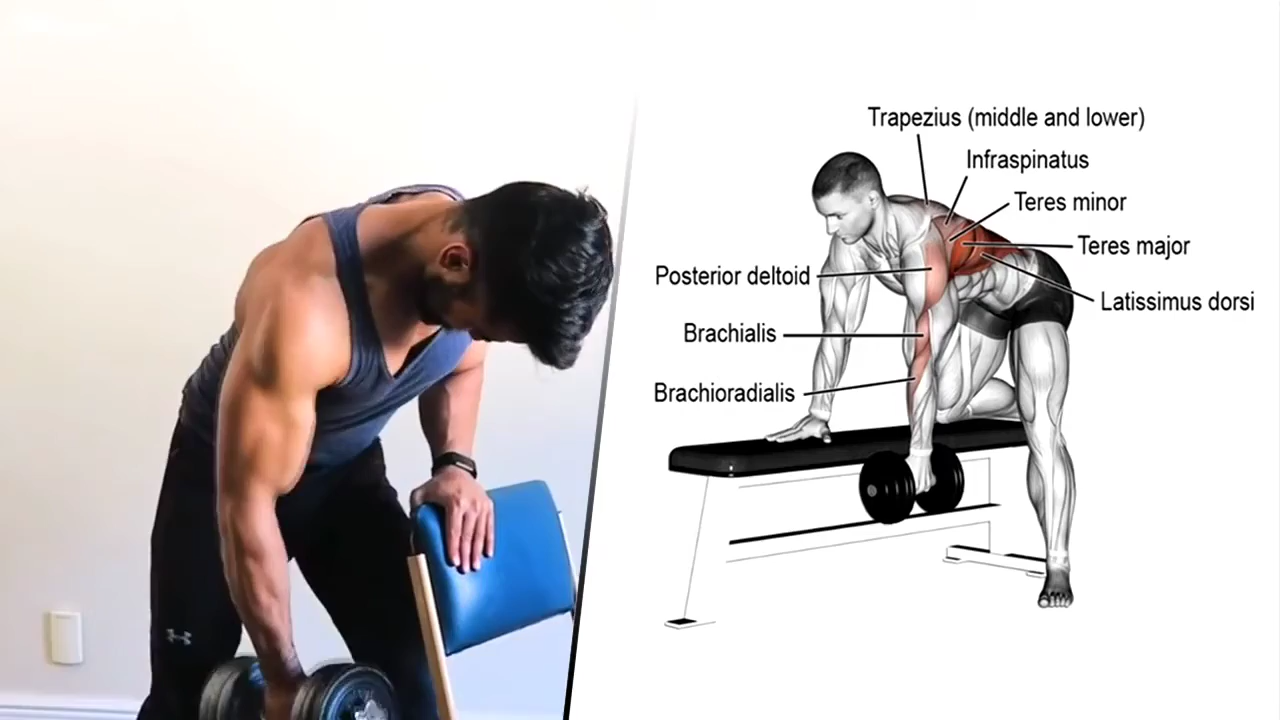 Trapezius (middle and lower)
Infraspinatus
Teres minor
Teres major
Posterior deltoid
Latissimus dorsi
Brachialis
Brachioradialis